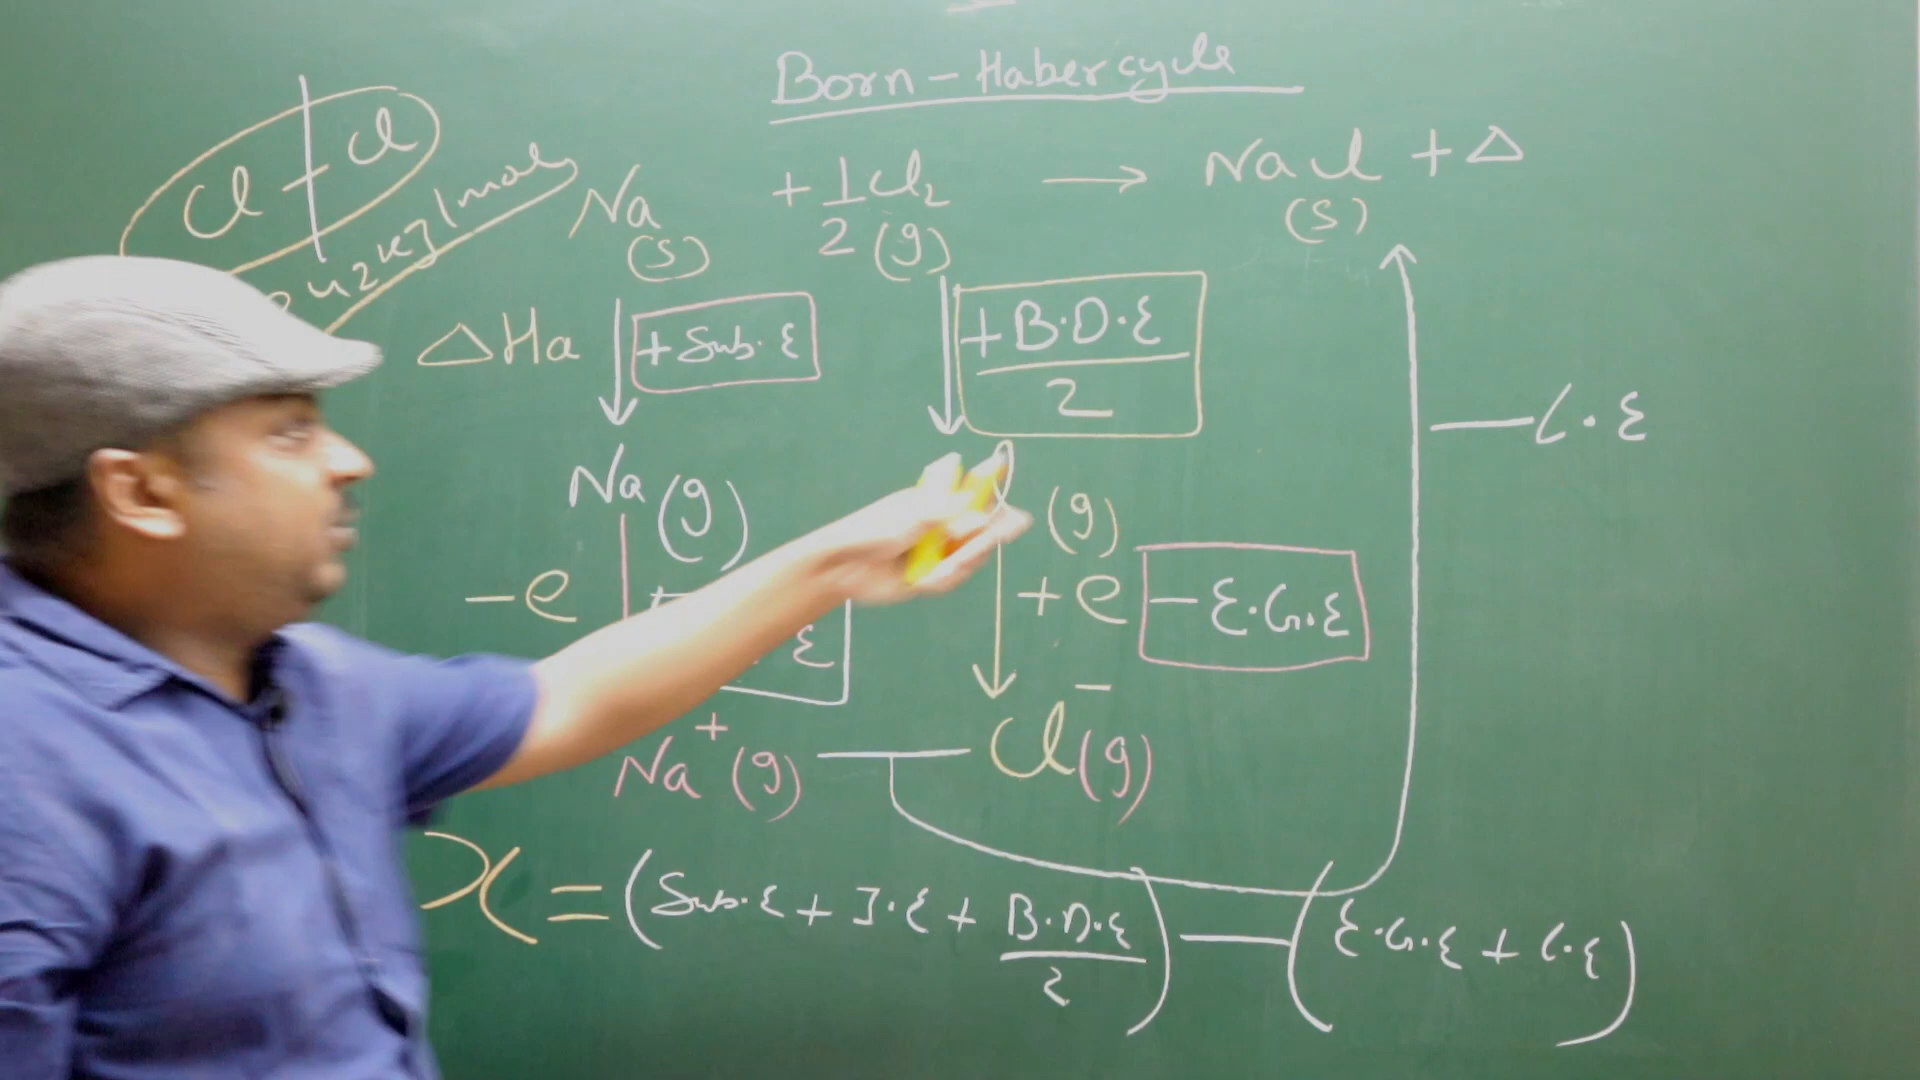 Born-Haber cycle
Cl - Cl
242 KJ/mole
Na + 1/2 Cl₂ → NaCl + Δ
(s) (g) (s)
ΔHa + Sub.E + B.D.E / 2
- L.E
Na (g) (g)
- e + e - E.G.E
E
Na⁺ (g) Cl⁻ (g)
X = (Sub.E + I.E + B.D.E / 2) - (E.G.E + L.E)